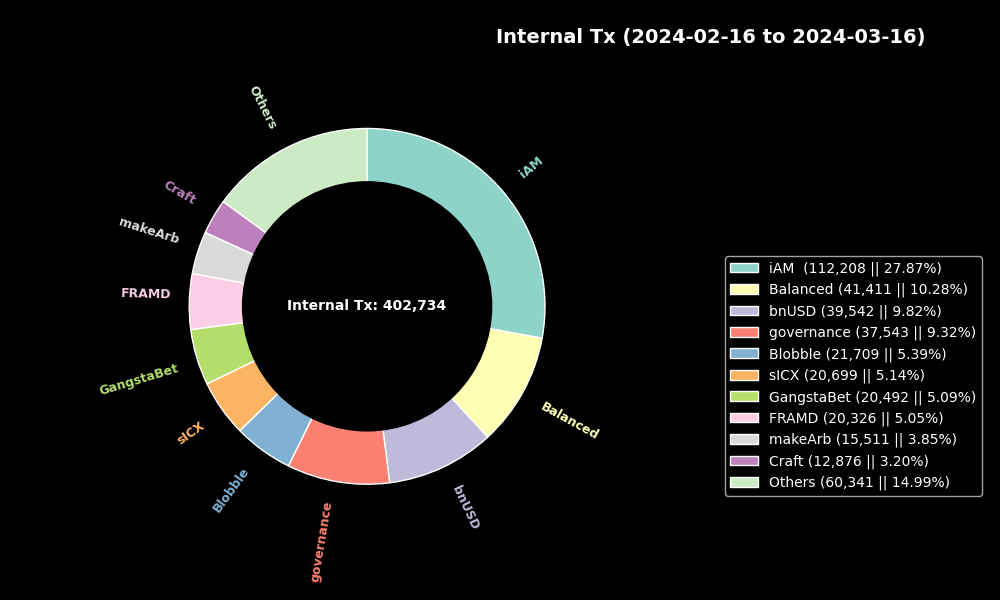 Internal Tx (2024-02-16 to 2024-03-16)
Others
iAM
Craft
makeArb
FRAMD
Internal Tx: 402,734
GangstaBet
sICX
Balanced
Blobble
bnUSD
governance
iAM  (112,208 || 27.87%)
Balanced (41,411 || 10.28%)
bnUSD (39,542 || 9.82%)
governance (37,543 || 9.32%)
Blobble (21,709 || 5.39%)
sICX (20,699 || 5.14%)
GangstaBet (20,492 || 5.09%)
FRAMD (20,326 || 5.05%)
makeArb (15,511 || 3.85%)
Craft (12,876 || 3.20%)
Others (60,341 || 14.99%)